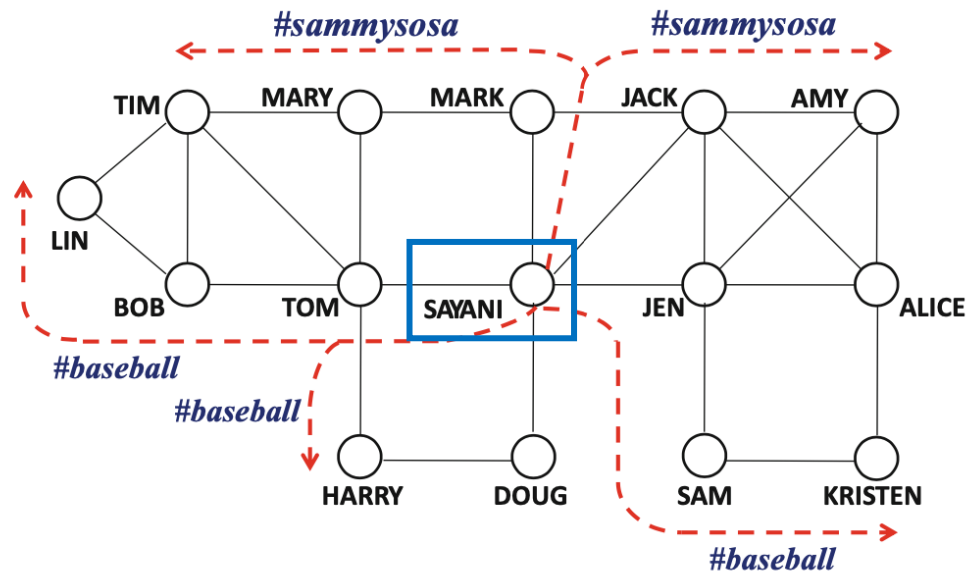 #sammysosa #sammysosa
TIM MARY MARK JACK AMY
LIN
BOB TOM SAYANI JEN ALICE
#baseball
#baseball
HARRY DOUG SAM KRISTEN
#baseball